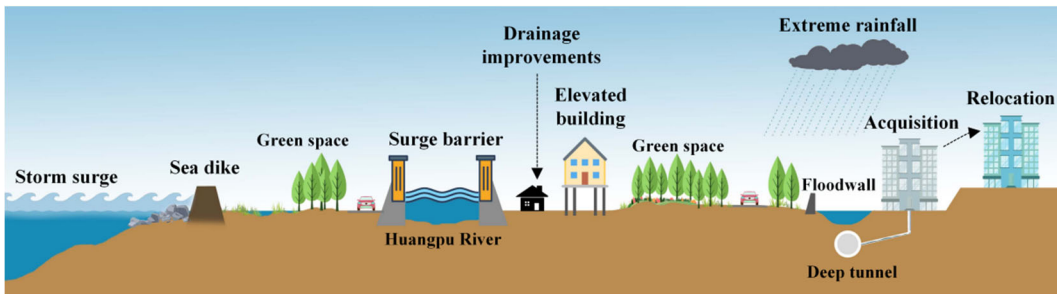 Storm surge
Sea dike
Green space
Surge barrier
Huangpu River
Drainage
improvements
Elevated
building
Green space
Extreme rainfall
Floodwall
Deep tunnel
Acquisition
Relocation